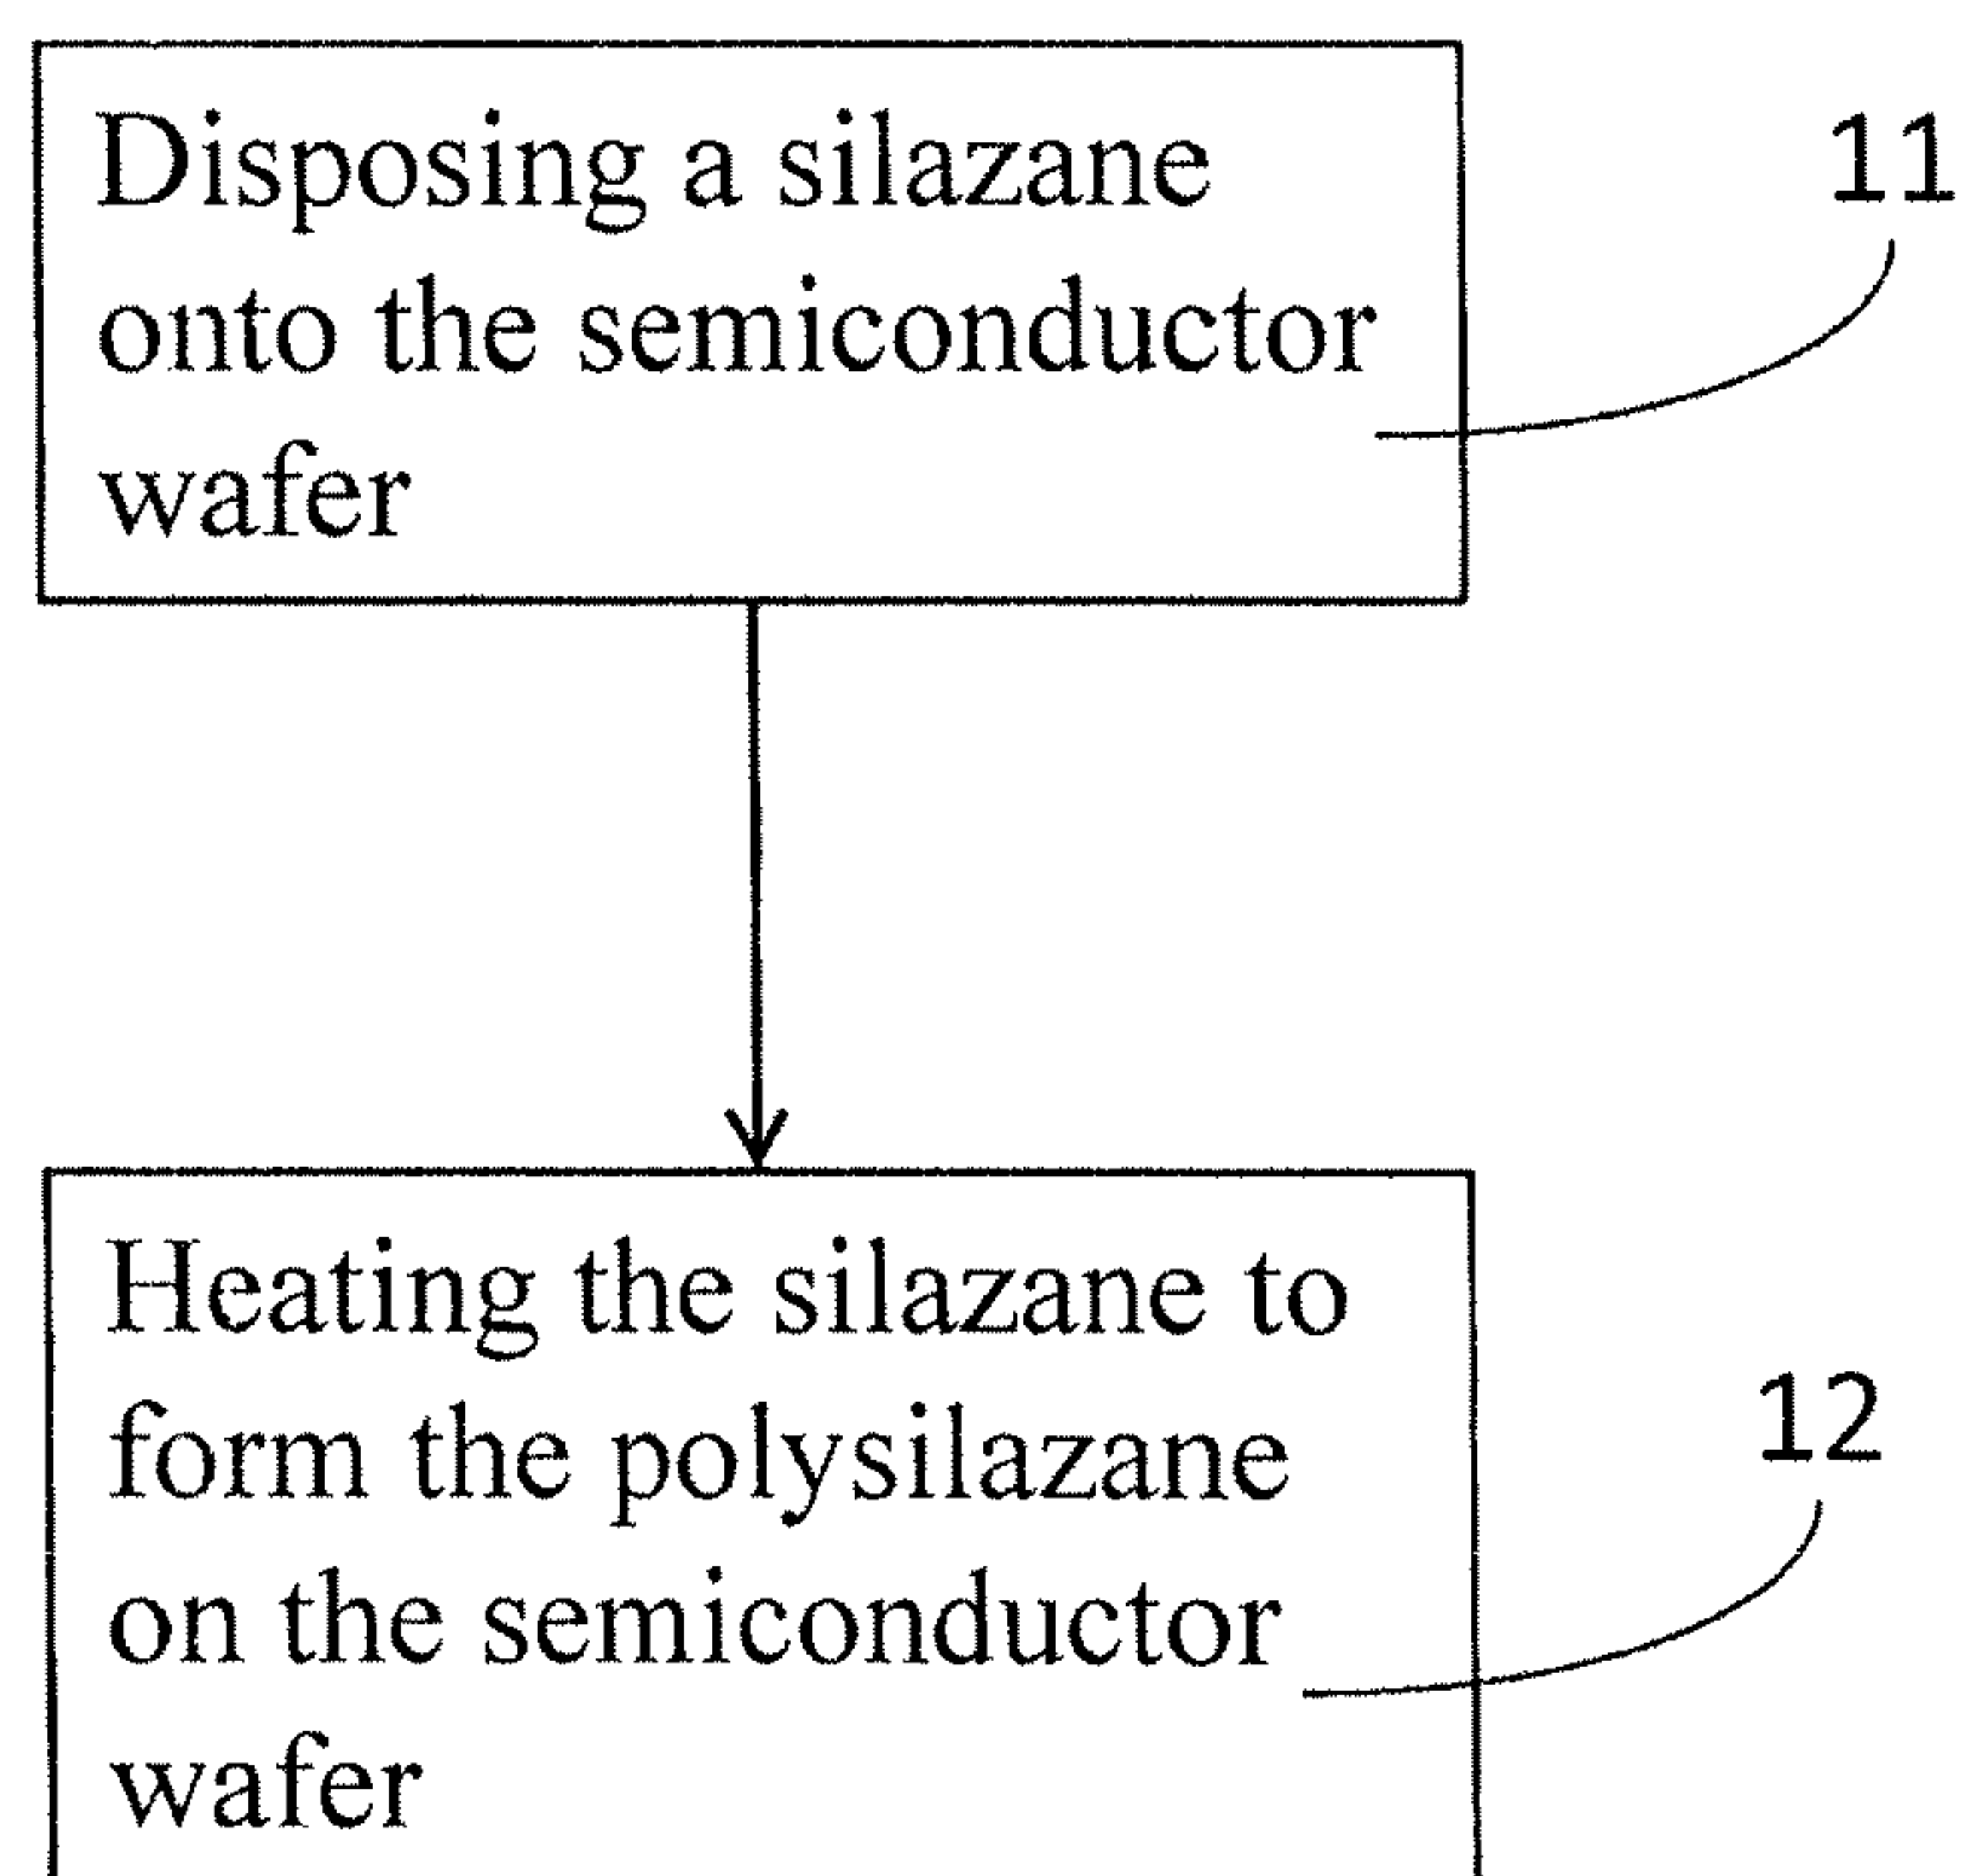 Disposing a silazane
onto the semiconductor
wafer
11
Heating the silazane to
form the polysilazane
on the semiconductor
wafer
12